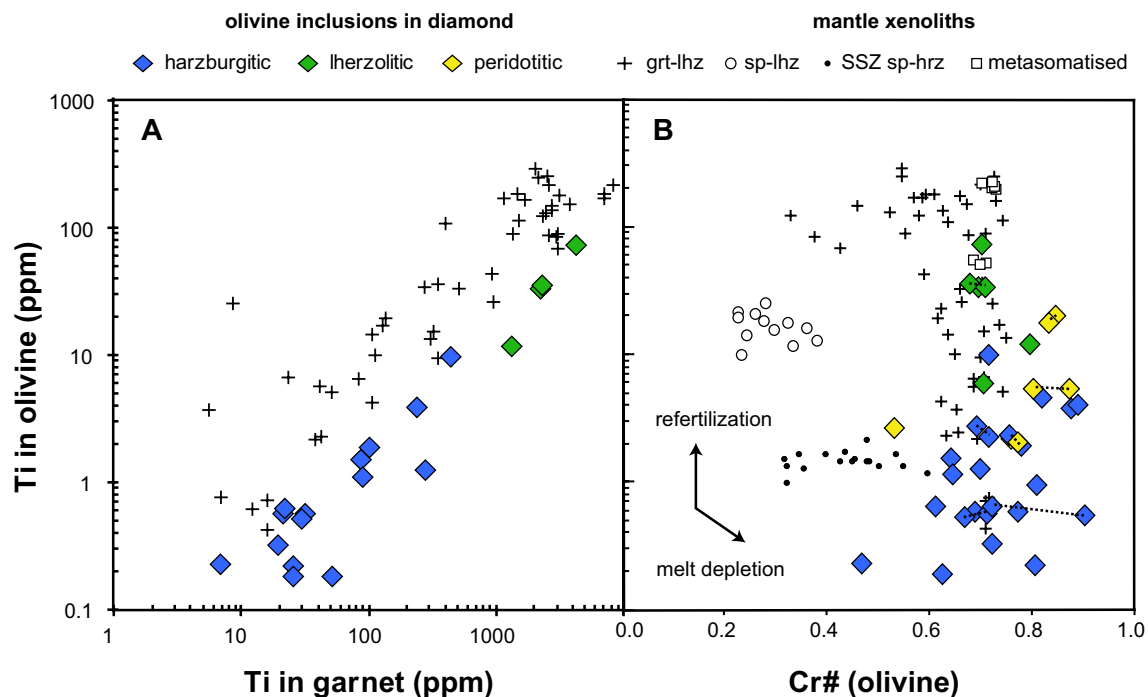 olivine inclusions in diamond
mantle xenoliths
harzburgitic lherzolitic peridotitic grt-lhz sp-lhz SSZ sp-hrz metasomatised
1000
100
10
1
0.1
Ti in olivine (ppm)
A
B
refertilization
melt depletion
1 10 100 1000
0.0 0.2 0.4 0.6 0.8 1.0
Ti in garnet (ppm)
Cr# (olivine)